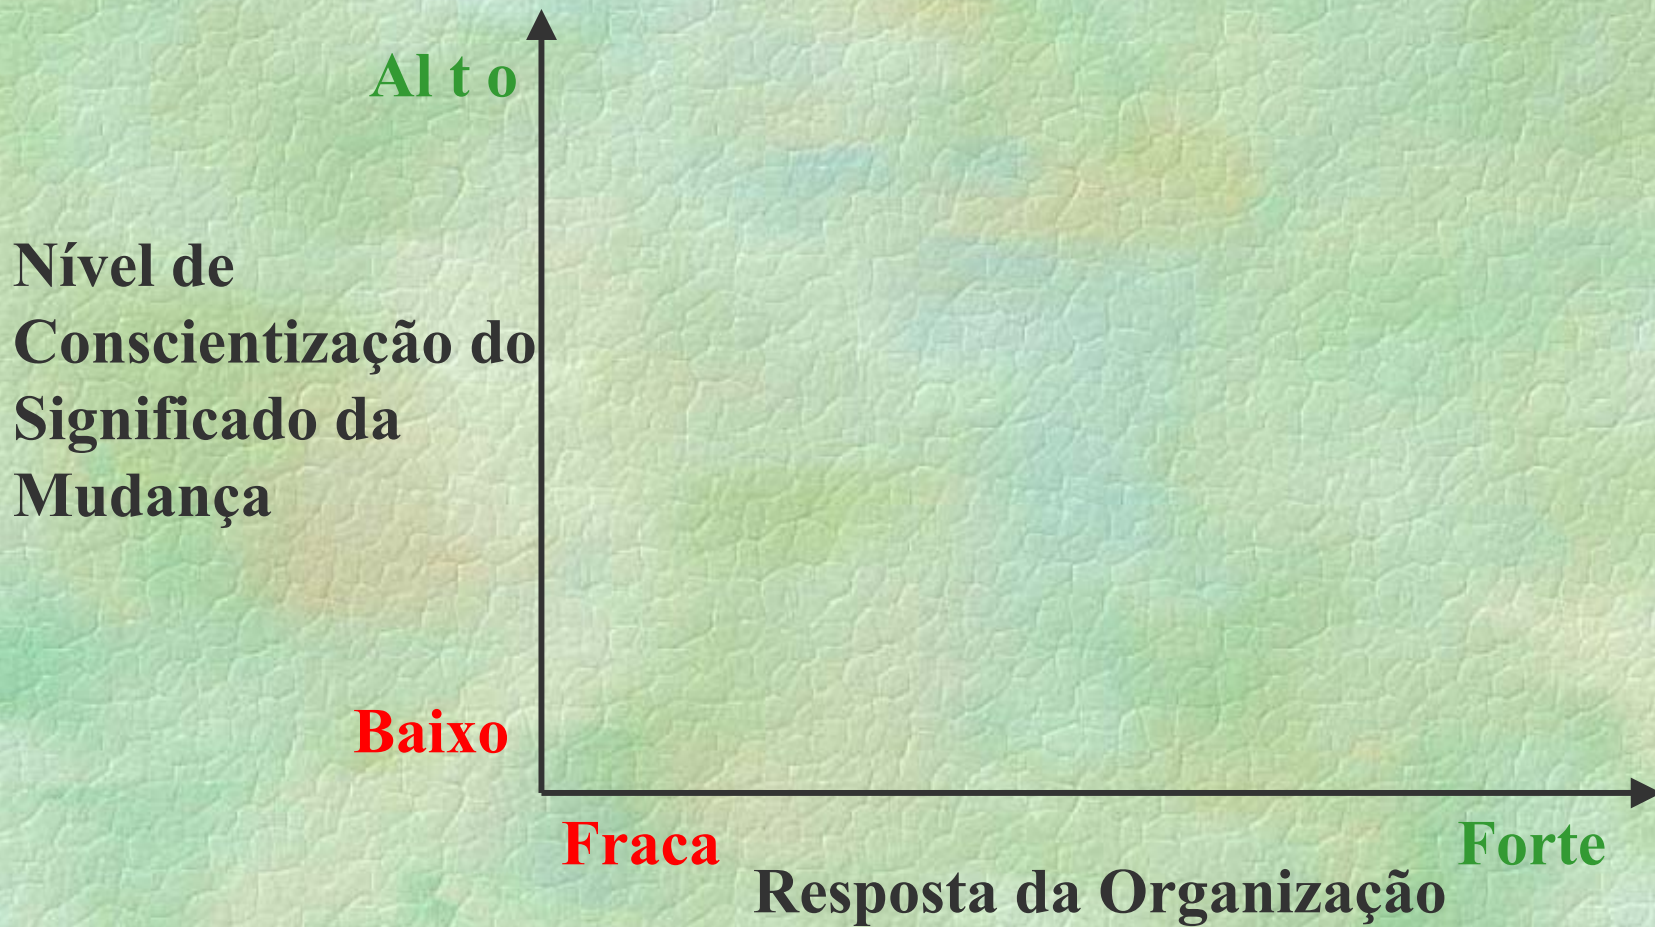 Al t o
Nível de
Conscientização do
Significado da
Mudança
Baixo
Fraca
Forte
Resposta da Organização